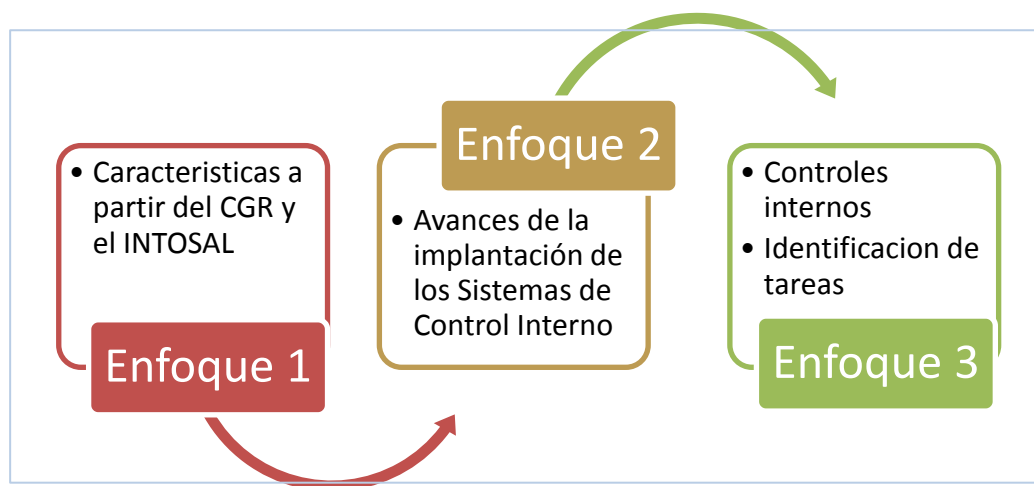 • Caracteristicas a
partir del CGR y
el INTOSAL
Enfoque 1
Enfoque 2
• Avances de la
implantación de
los Sistemas de
Control Interno
• Controles
internos
• Identificacion de
tareas
Enfoque 3